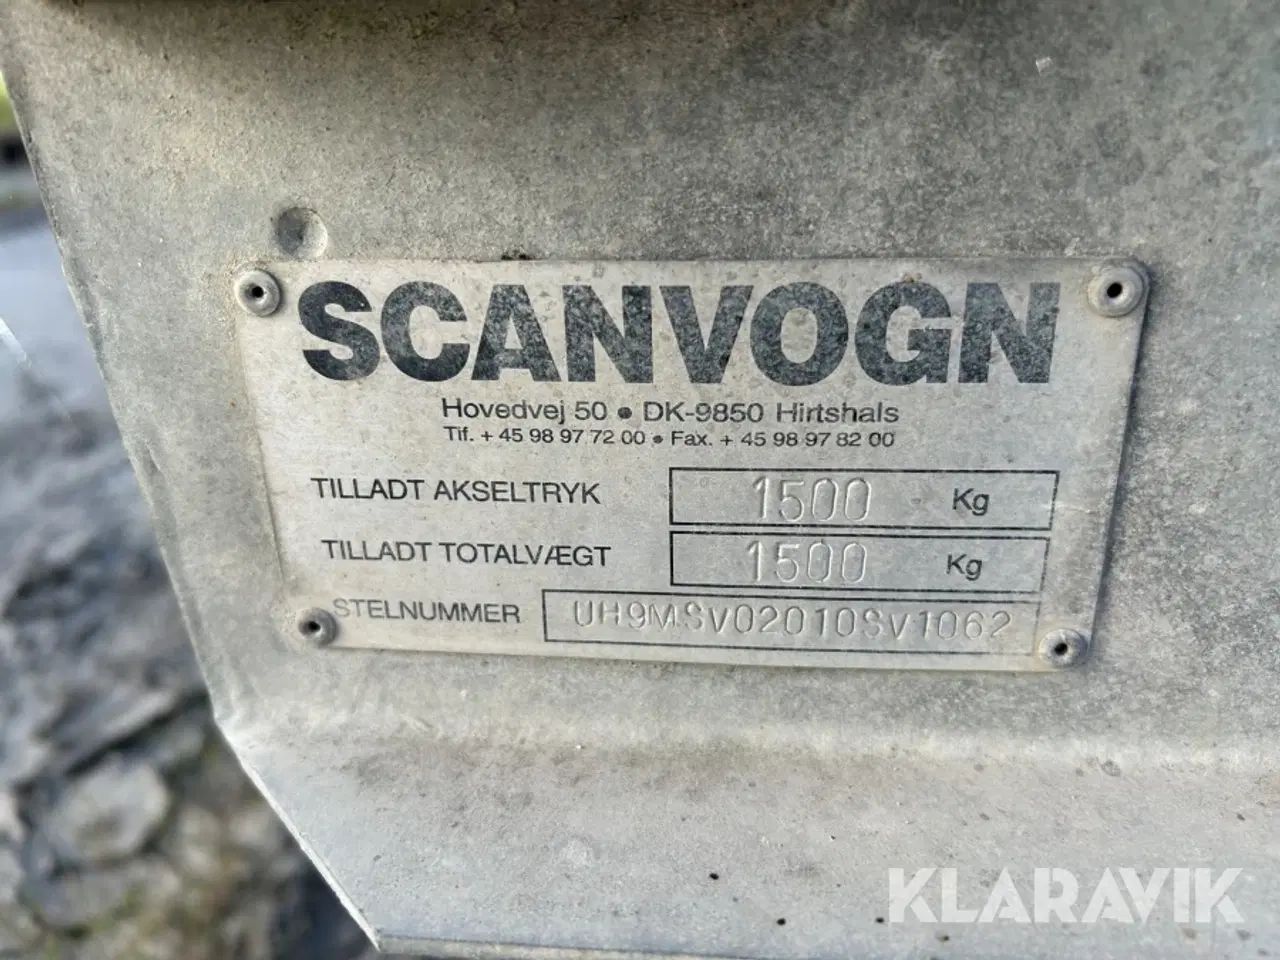 SCANVOGN
Hovedvej 50 • DK-9850 Hirtshals
Tlf. + 45 98 97 72 00 • Fax. + 45 98 97 82 00
TILLADT AKSELTRYK 1500 Kg
TILLADT TOTALVÆGT 1500 Kg
STELNUMMER UH9MSV02010SV1062
KLARAVIK